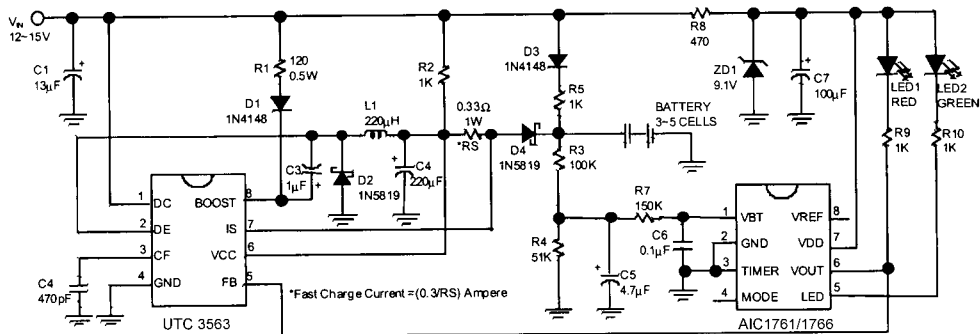 VIN
12~15V
C1
13μF
R1
120
0.5W
D1
1N4148
R2
1K
L1
220μH
0.33Ω
1W
*RS
C3
1μF
D2
1N5819
C4
220μF
D3
1N4148
R5
1K
D4
1N5819
R3
100K
BATTERY
3~5 CELLS
R8
470
ZD1
9.1V
C7
100μF
LED1
RED
LED2
GREEN
R9
1K
R10
1K
1
DC
2
DE
3
CF
4
GND
BOOST
8
IS
7
VCC
6
FB
5
UTC 3563
C4
470pF
*Fast Charge Current =(0.3/RS) Ampere
R4
51K
R7
150K
C6
0.1μF
C5
4.7μF
1
VBT
2
GND
3
TIMER
4
MODE
VREF
8
VDD
7
VOUT
6
LED
5
AIC1761/1766